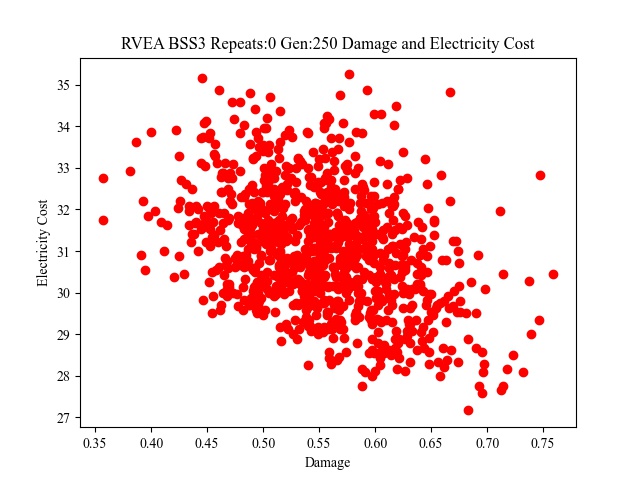 RVEA BSS3 Repeats:0 Gen:250 Damage and Electricity Cost
35
34
33
32
31
30
29
28
27
Electricity Cost
0.35 0.40 0.45 0.50 0.55 0.60 0.65 0.70 0.75
Damage